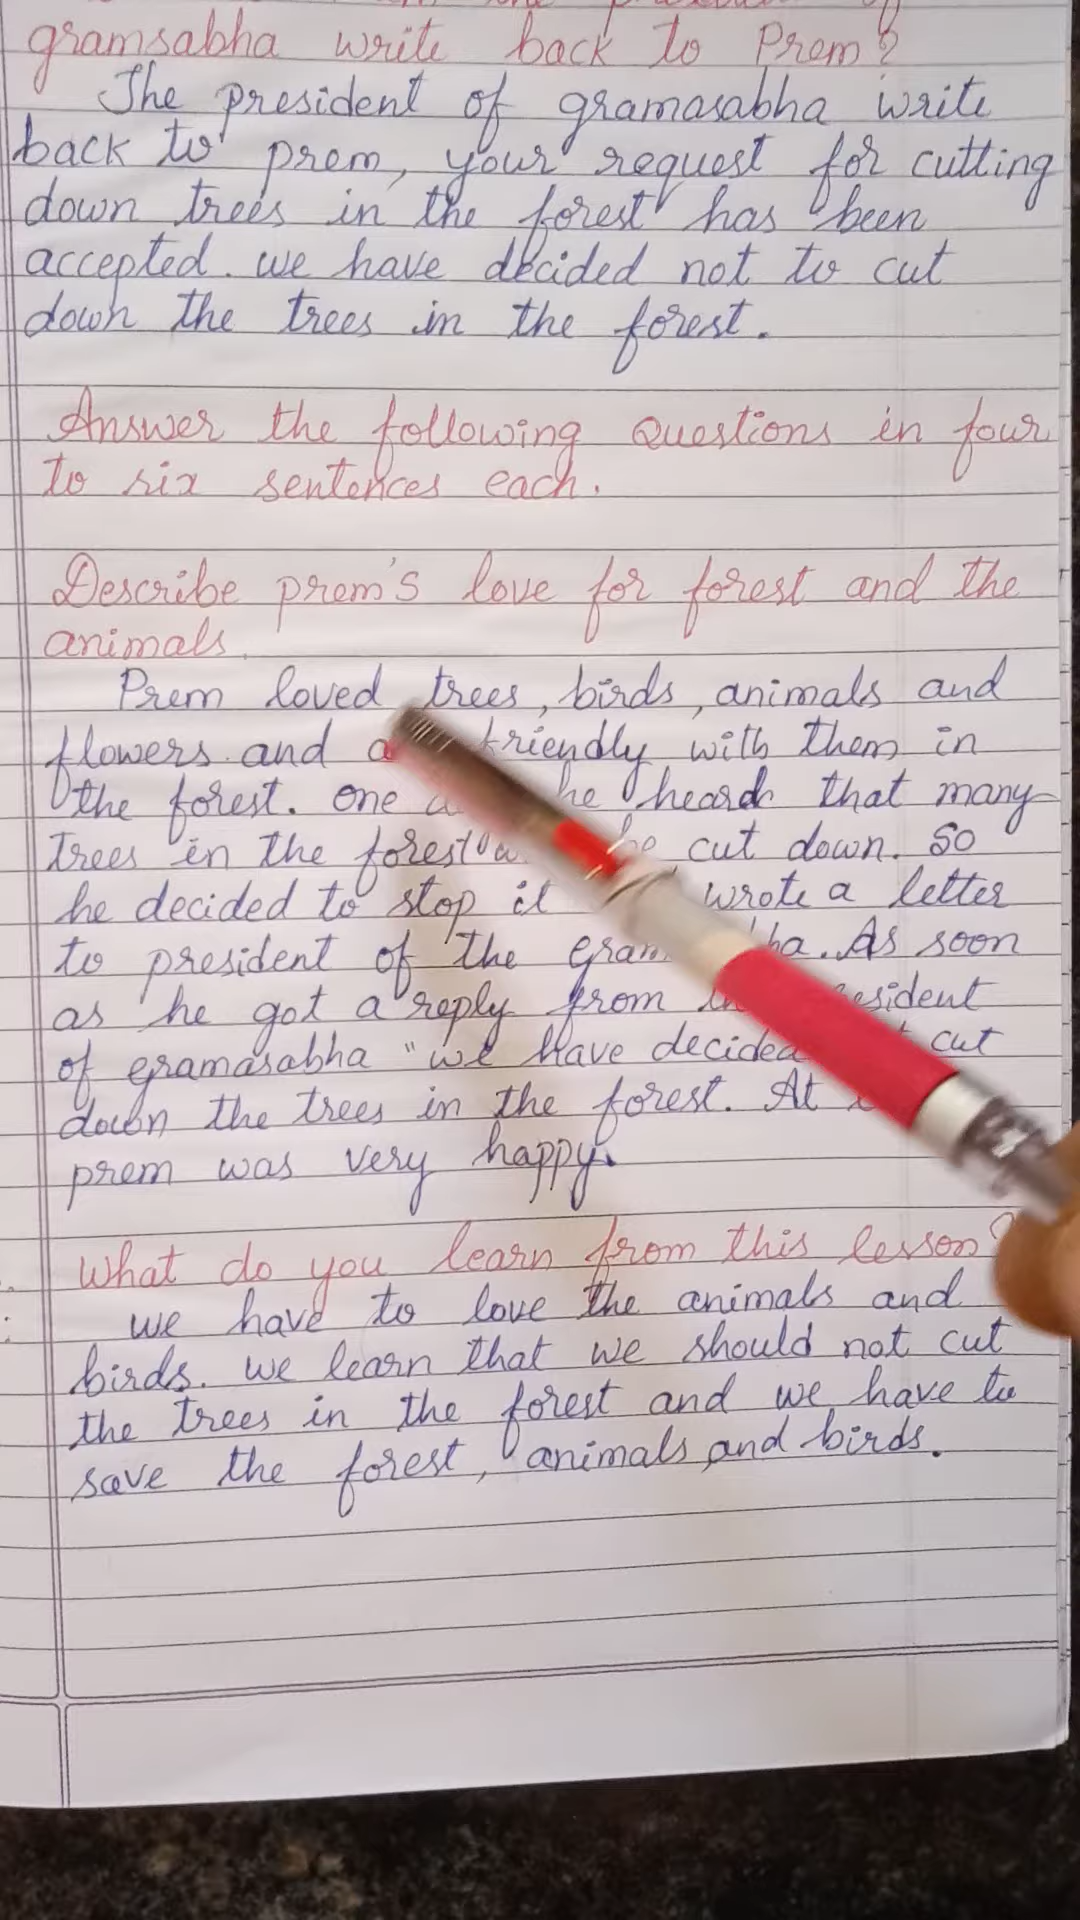 gramsabha write back to Prem?
The president of gramasabha write
back to prem, your request for cutting
down trees in the forest has been
accepted. we have decided not to cut
down the trees in the forest.
Answer the following Questions in four
to six sentences each.
Describe prem's love for forest and the
animals.
Prem loved trees, birds, animals and
flowers and friendly with them in
the forest. One he heard that many
trees in the forest cut down. So
he decided to stop it wrote a letter
to president of the As soon
as he got a reply from
of gramasabha "we have decided cut
down the trees in the forest. At
prem was very happy.
What do you learn from this lesson?
we have to love the animals and
birds. we learn that we should not cut
the trees in the forest and we have to
save the forest, animals, and birds.